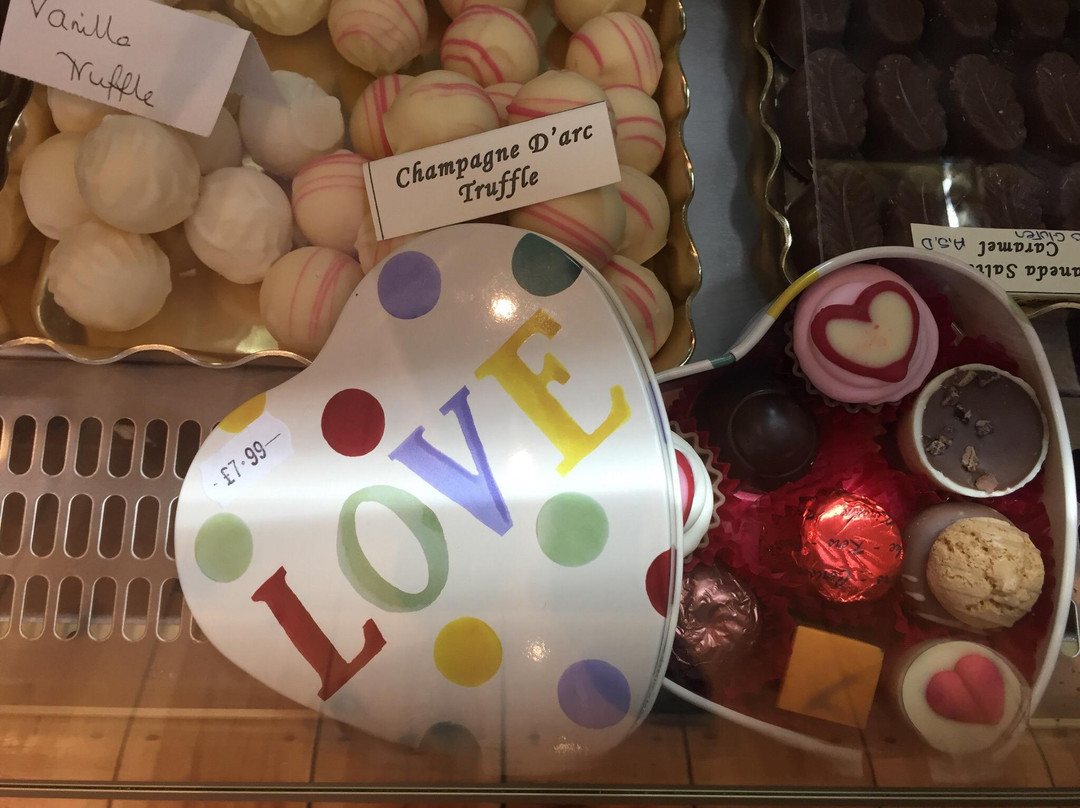 Vanilla
Truffle
Champagne D'arc
Truffle
Caramel
A.S.D
£7.99
LOVE